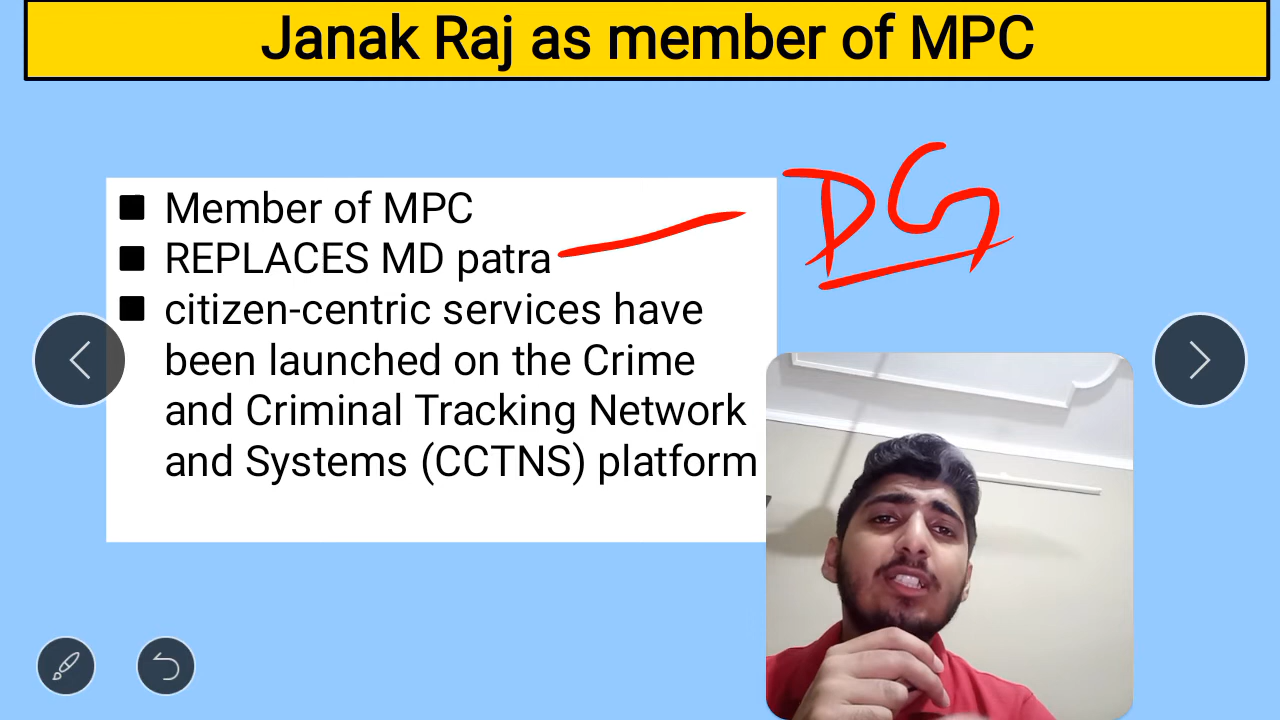 Janak Raj as member of MPC
Member of MPC
REPLACES MD patra
DG
citizen-centric services have
been launched on the Crime
and Criminal Tracking Network
and Systems (CCTNS) platform